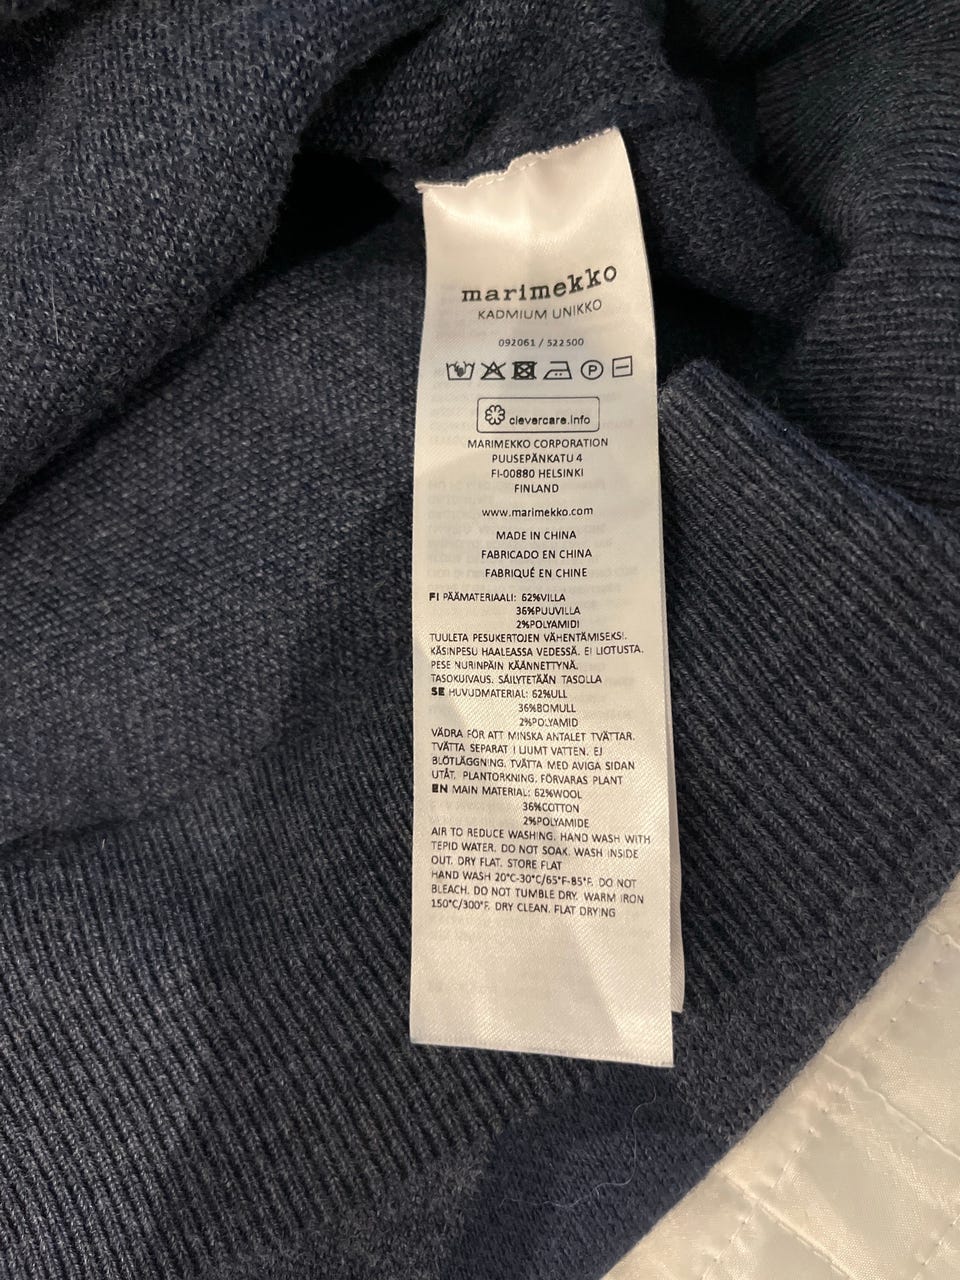 marimekko
KADMIUM UNIKKO
092061 / 522500
P
clevercare.info
MARIMEKKO CORPORATION
PUUSEPÄNKATU 4
FI-00880 HELSINKI
FINLAND
www.marimekko.com
MADE IN CHINA
FABRICADO EN CHINA
FABRIQUÉ EN CHINE
FI PÄÄMATERIAALI: 62%VILLA
36%PUUVILLA
2%POLYAMIDI
TUULETA PESUKERTOJEN VÄHENTÄMISEKSI.
KÄSINPESU HAALEASSA VEDESSÄ. EI LIOTUSTA.
PESE NURINPÄIN KÄÄNNETTYNÄ.
TASOKUIVAUS. SÄILYTETÄÄN TASOLLA
SE HUVUDMATERIAL: 62%ULL
36%BOMULL
2%POLYAMID
VÄDRA FÖR ATT MINSKA ANTALET TVÄTTAR.
TVÄTTA SEPARAT I LJUMT VATTEN. EJ
BLÖTLÄGGNING. TVÄTTA MED AVIGA SIDAN
UTÅT. PLANTORKNING. FÖRVARAS PLANT
EN MAIN MATERIAL: 62%WOOL
36%COTTON
2%POLYAMIDE
AIR TO REDUCE WASHING. HAND WASH WITH
TEPID WATER. DO NOT SOAK. WASH INSIDE
OUT. DRY FLAT. STORE FLAT
HAND WASH 20°C-30°C/65°F-85°F. DO NOT
BLEACH. DO NOT TUMBLE DRY. WARM IRON
150°C/300°F. DRY CLEAN. FLAT DRYING